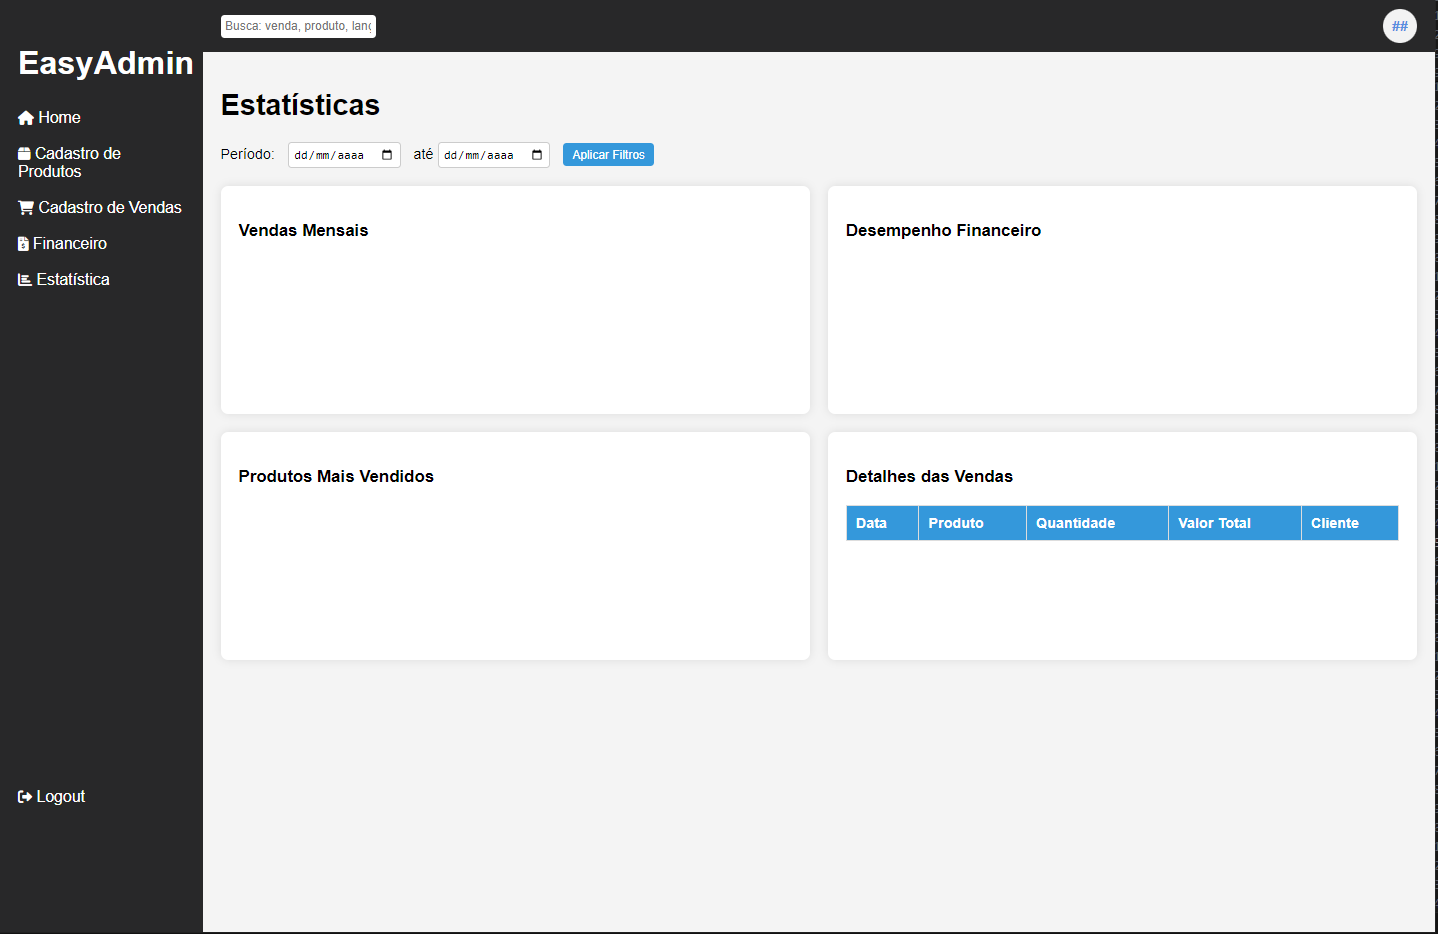 EasyAdmin
Home
Cadastro de
Produtos
Cadastro de Vendas
Financeiro
Estatística
Logout
Busca: venda, produto, lanç
##
Estatísticas
Período: dd/mm/aaaa até dd/mm/aaaa Aplicar Filtros
Vendas Mensais
Desempenho Financeiro
Produtos Mais Vendidos
Detalhes das Vendas
Data Produto Quantidade Valor Total Cliente